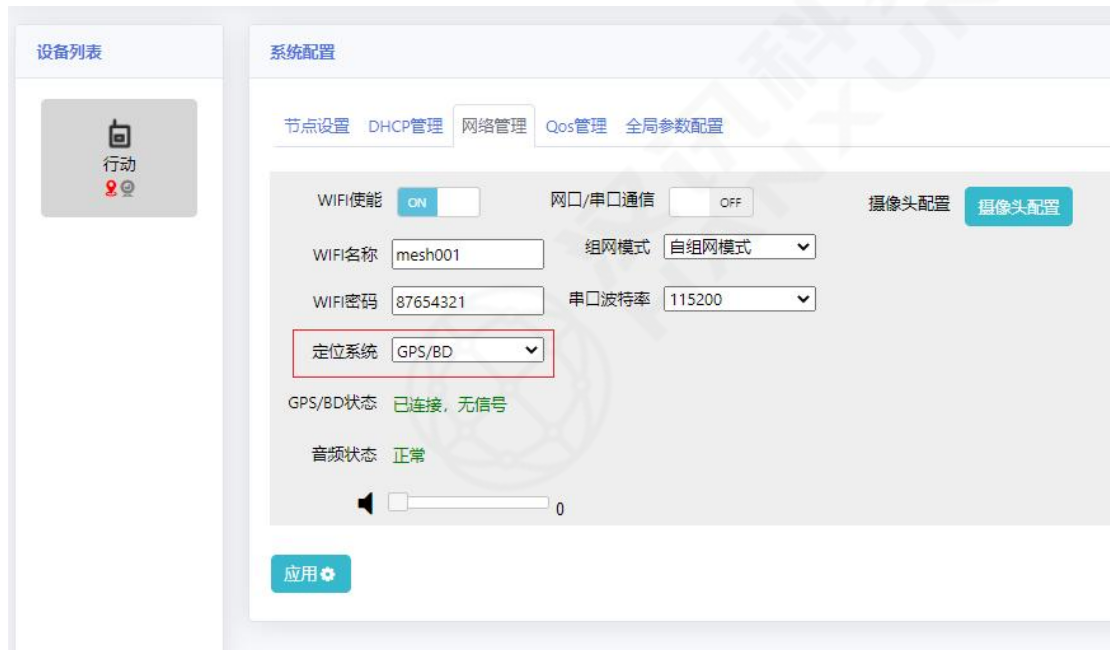 设备列表
行动
系统配置
节点设置 DHCP管理 网络管理 Qos管理 全局参数配置
WIFI使能 ON 网口/串口通信 OFF 摄像头配置 摄像头配置
WIFI名称 mesh001 组网模式 自组网模式
WIFI密码 87654321 串口波特率 115200
定位系统 GPS/BD
GPS/BD状态 已连接，无信号
音频状态 正常
0
应用